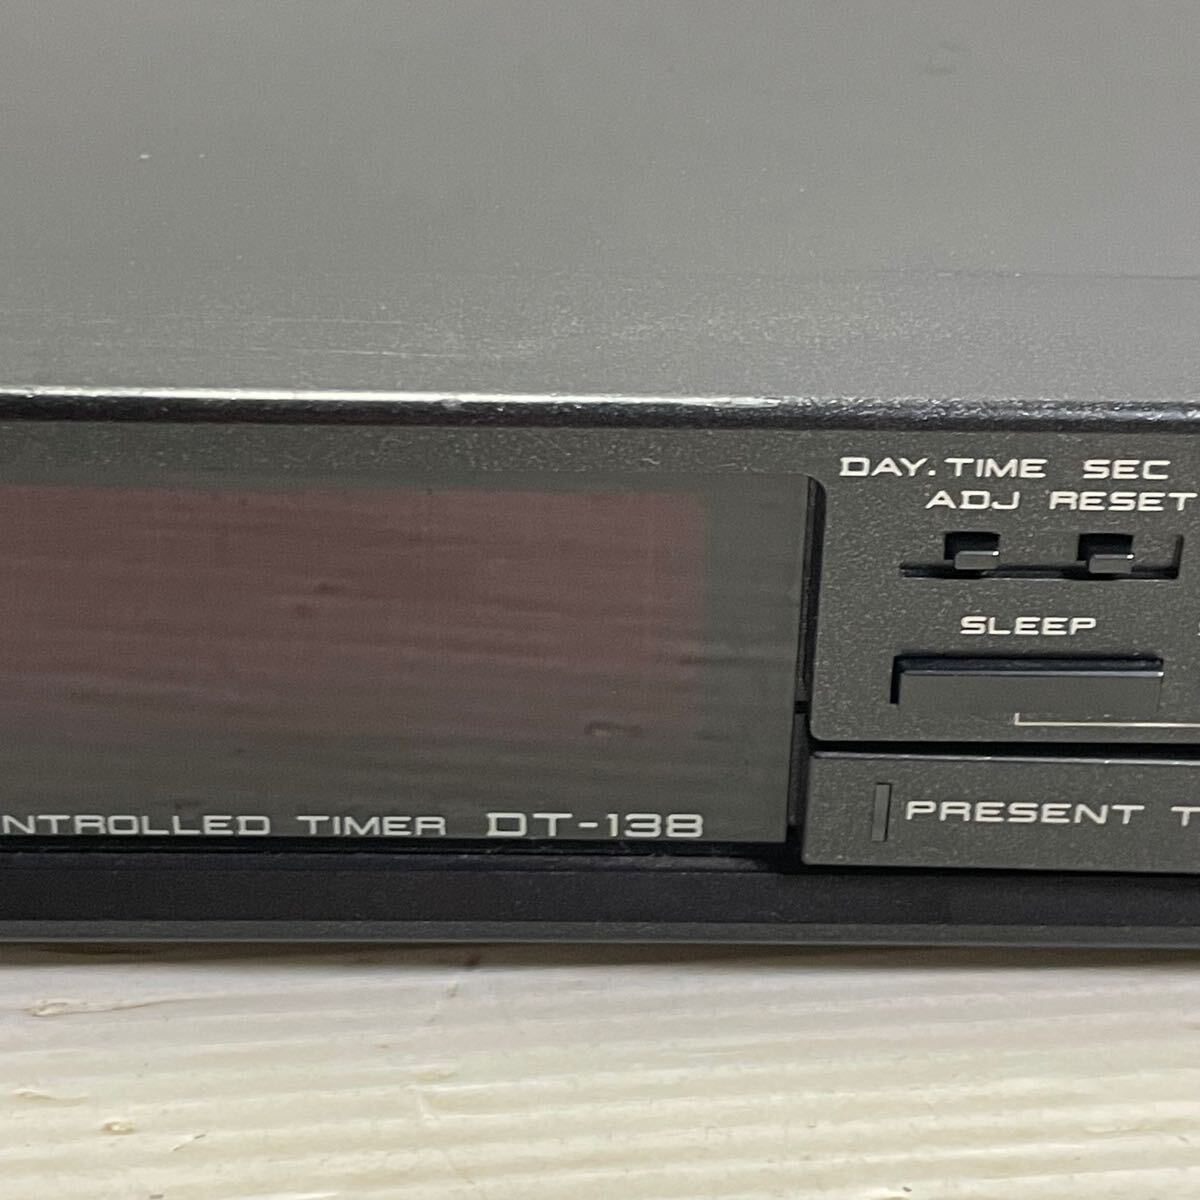 DAY. TIME SEC
ADJ RESET
SLEEP
PRESENT T
NTROLLED TIMER DT-138